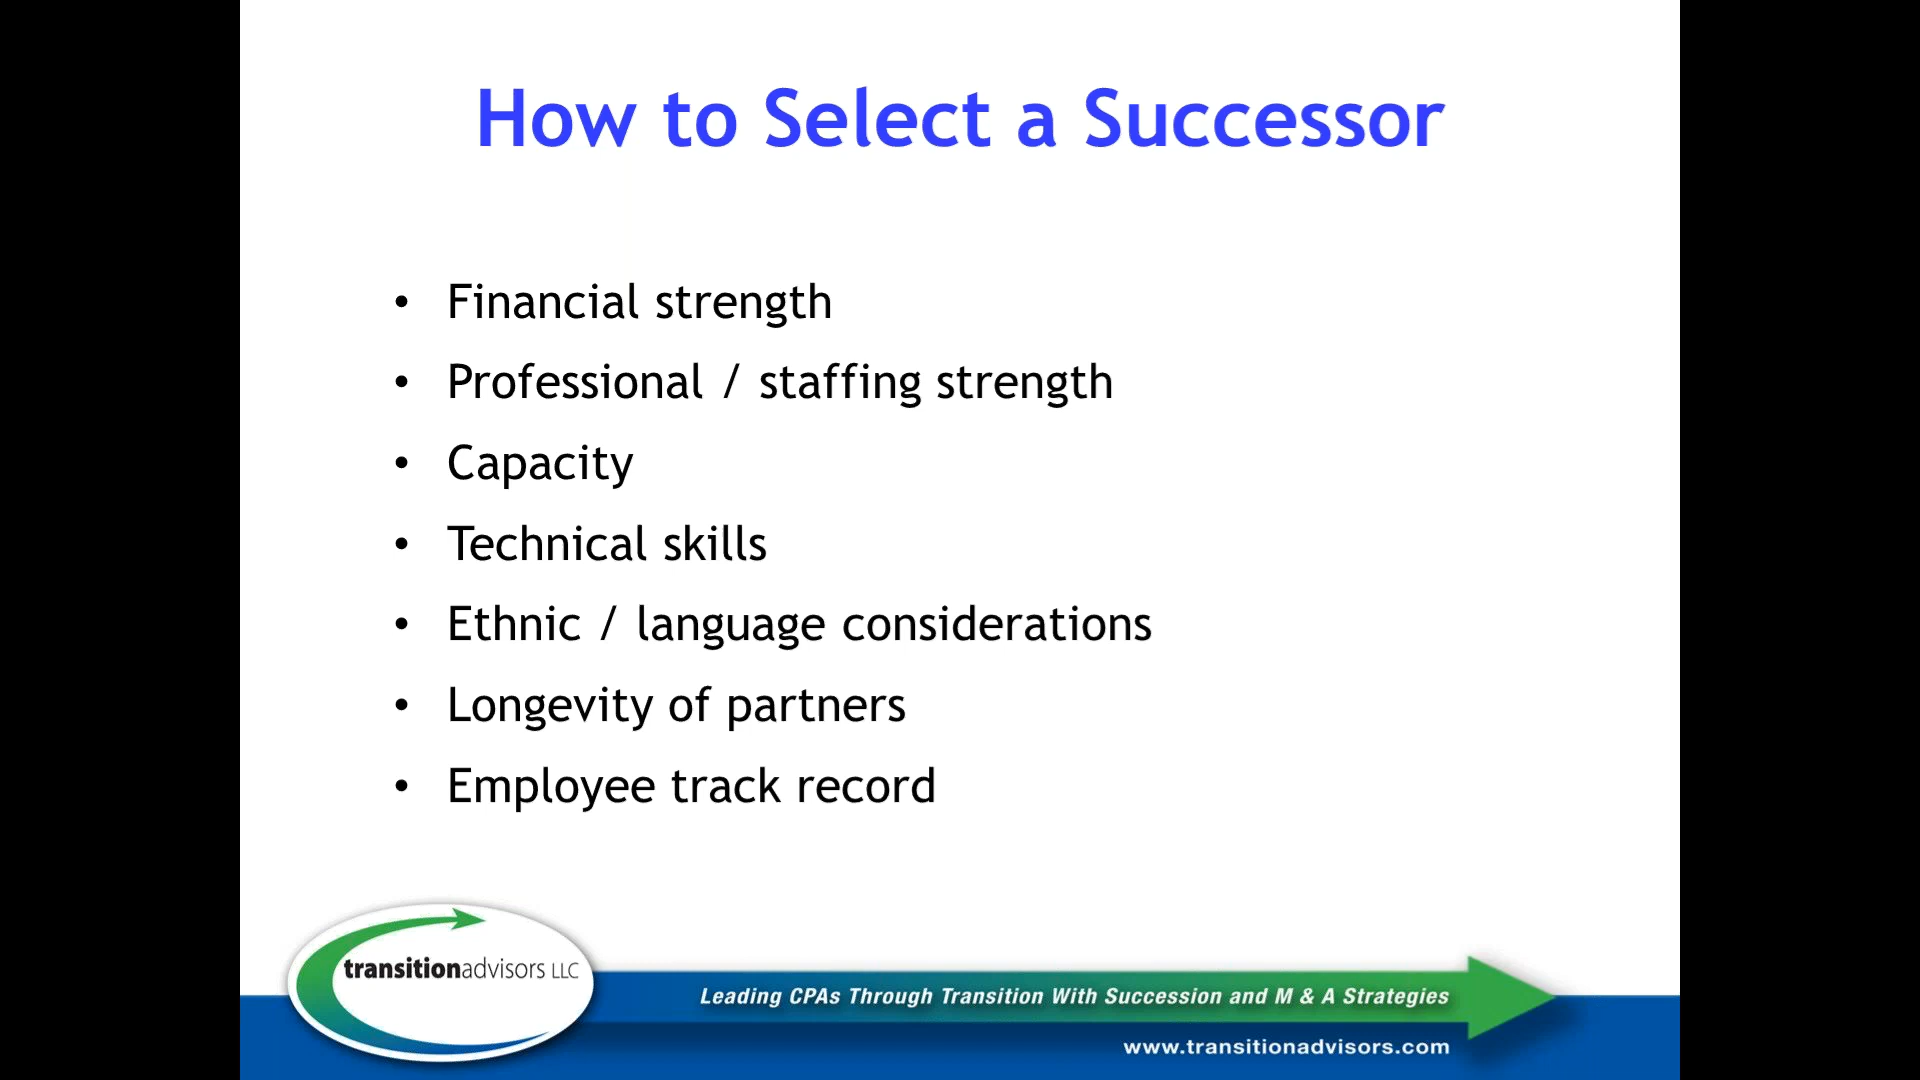 How to Select a Successor
• Financial strength
• Professional / staffing strength
• Capacity
• Technical skills
• Ethnic / language considerations
• Longevity of partners
• Employee track record
transitionadvisors LLC
Leading CPAs Through Transition With Succession and M & A Strategies
www.transitionadvisors.com